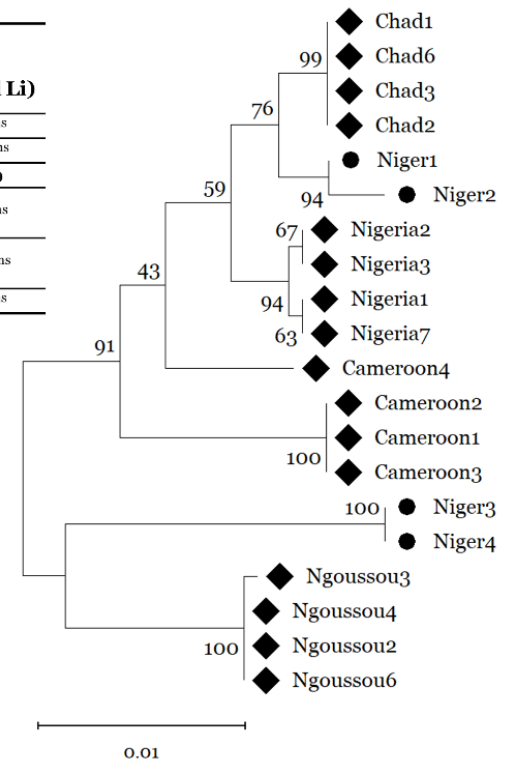 Chad1
99
Chad6
Chad3
76
Chad2
Niger1
59
94
Niger2
67
Nigeria2
Nigeria3
43
94
Nigeria1
63
Nigeria7
91
Cameroon4
Cameroon2
Cameroon1
100
Cameroon3
100
Niger3
Niger4
Ngoussou3
Ngoussou4
100
Ngoussou2
Ngoussou6
0.01
Li)